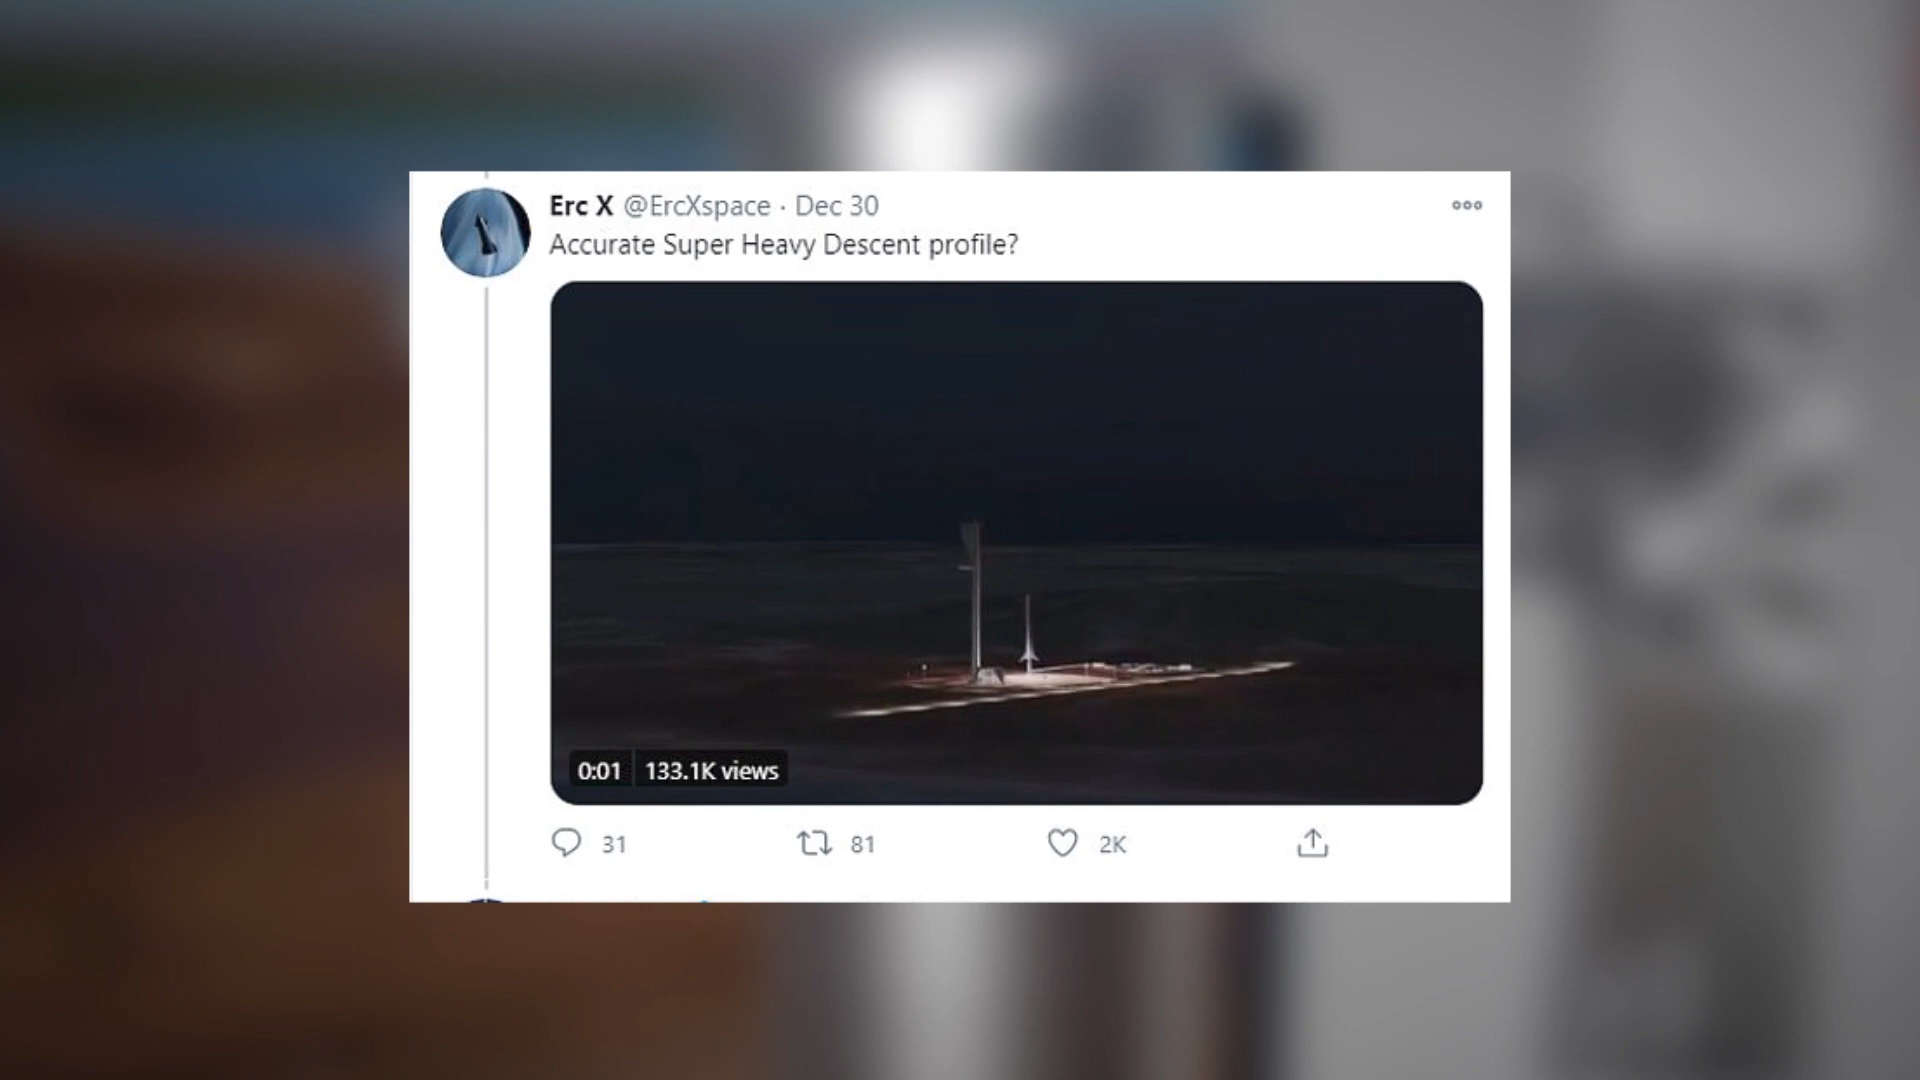 Erc X @ErcXspace · Dec 30
Accurate Super Heavy Descent profile?
0:01 133.1K views
31 81 2K